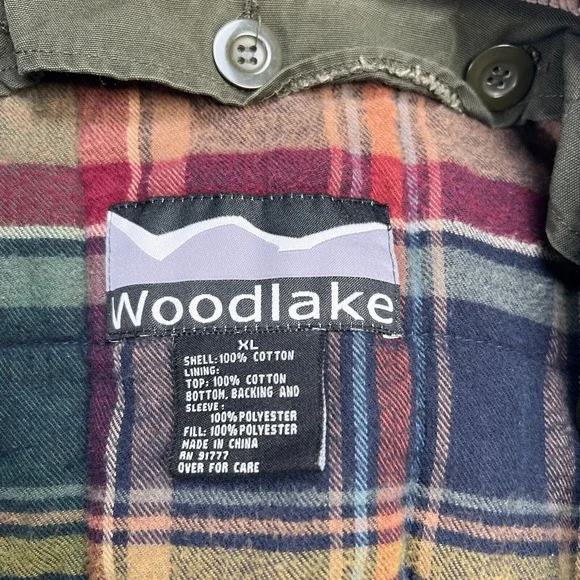 Woodlake
XL
SHELL: 100% COTTON
LINING:
TOP: 100% COTTON
BOTTOM, BACKING AND
SLEEVE:
100% POLYESTER
FILL: 100% POLYESTER
MADE IN CHINA
RN 91777
OVER FOR CARE